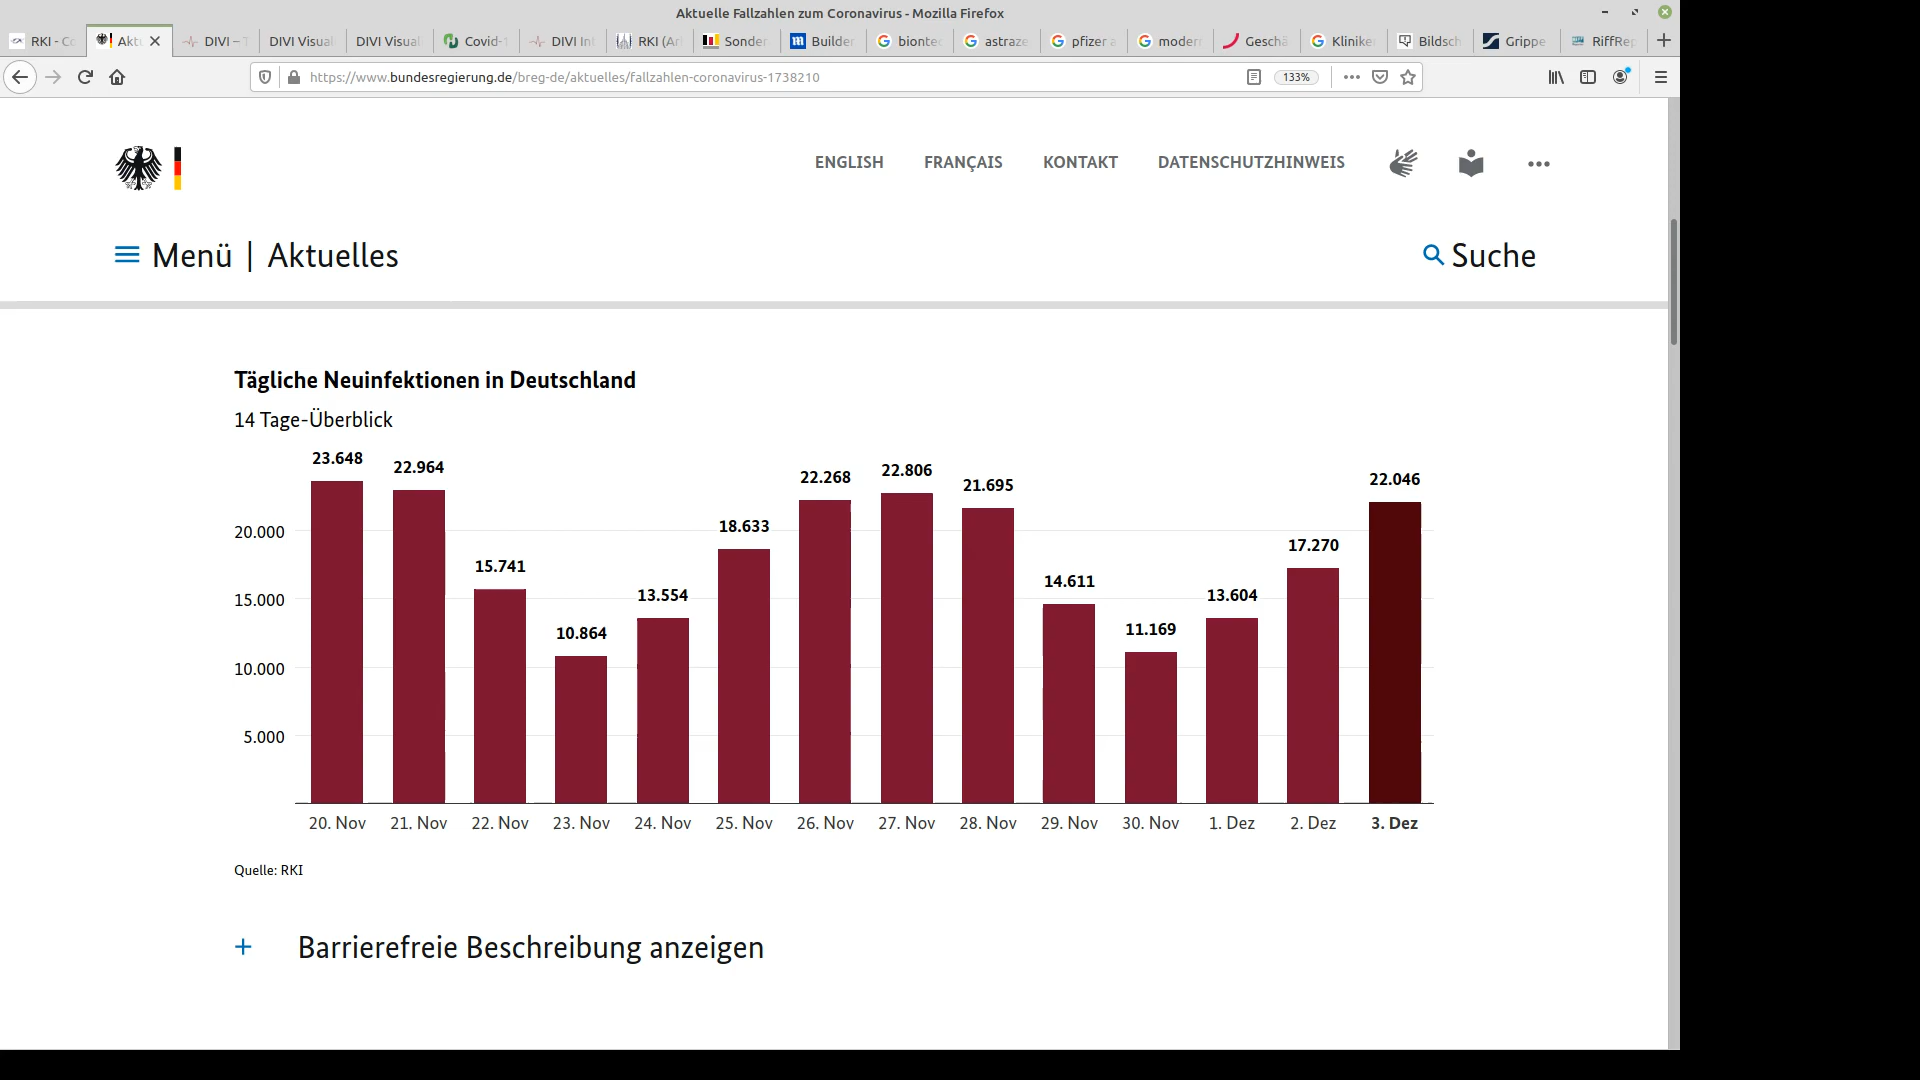 Aktuelle Fallzahlen zum Coronavirus - Mozilla Firefox
RKI - Co
Akt
DIVI – T
DIVI Visual
DIVI Visual
Covid-1
DIVI Int
RKI (Ar
Sonder
Builder
biontec
astraze
pfizer a
modern
Geschä
Klinike
Bildsch
Grippe
RiffRep
https://www.bundesregierung.de/breg-de/aktuelles/fallzahlen-coronavirus-1738210
133%
ENGLISH FRANÇAIS KONTAKT DATENSCHUTZHINWEIS
Menü | Aktuelles
Suche
Tägliche Neuinfektionen in Deutschland
14 Tage-Überblick
23.648 22.964 15.741 10.864 13.554 18.633 22.268 22.806 21.695 14.611 11.169 13.604 17.270 22.046
20.000
15.000
10.000
5.000
20. Nov 21. Nov 22. Nov 23. Nov 24. Nov 25. Nov 26. Nov 27. Nov 28. Nov 29. Nov 30. Nov 1. Dez 2. Dez 3. Dez
Quelle: RKI
+ Barrierefreie Beschreibung anzeigen